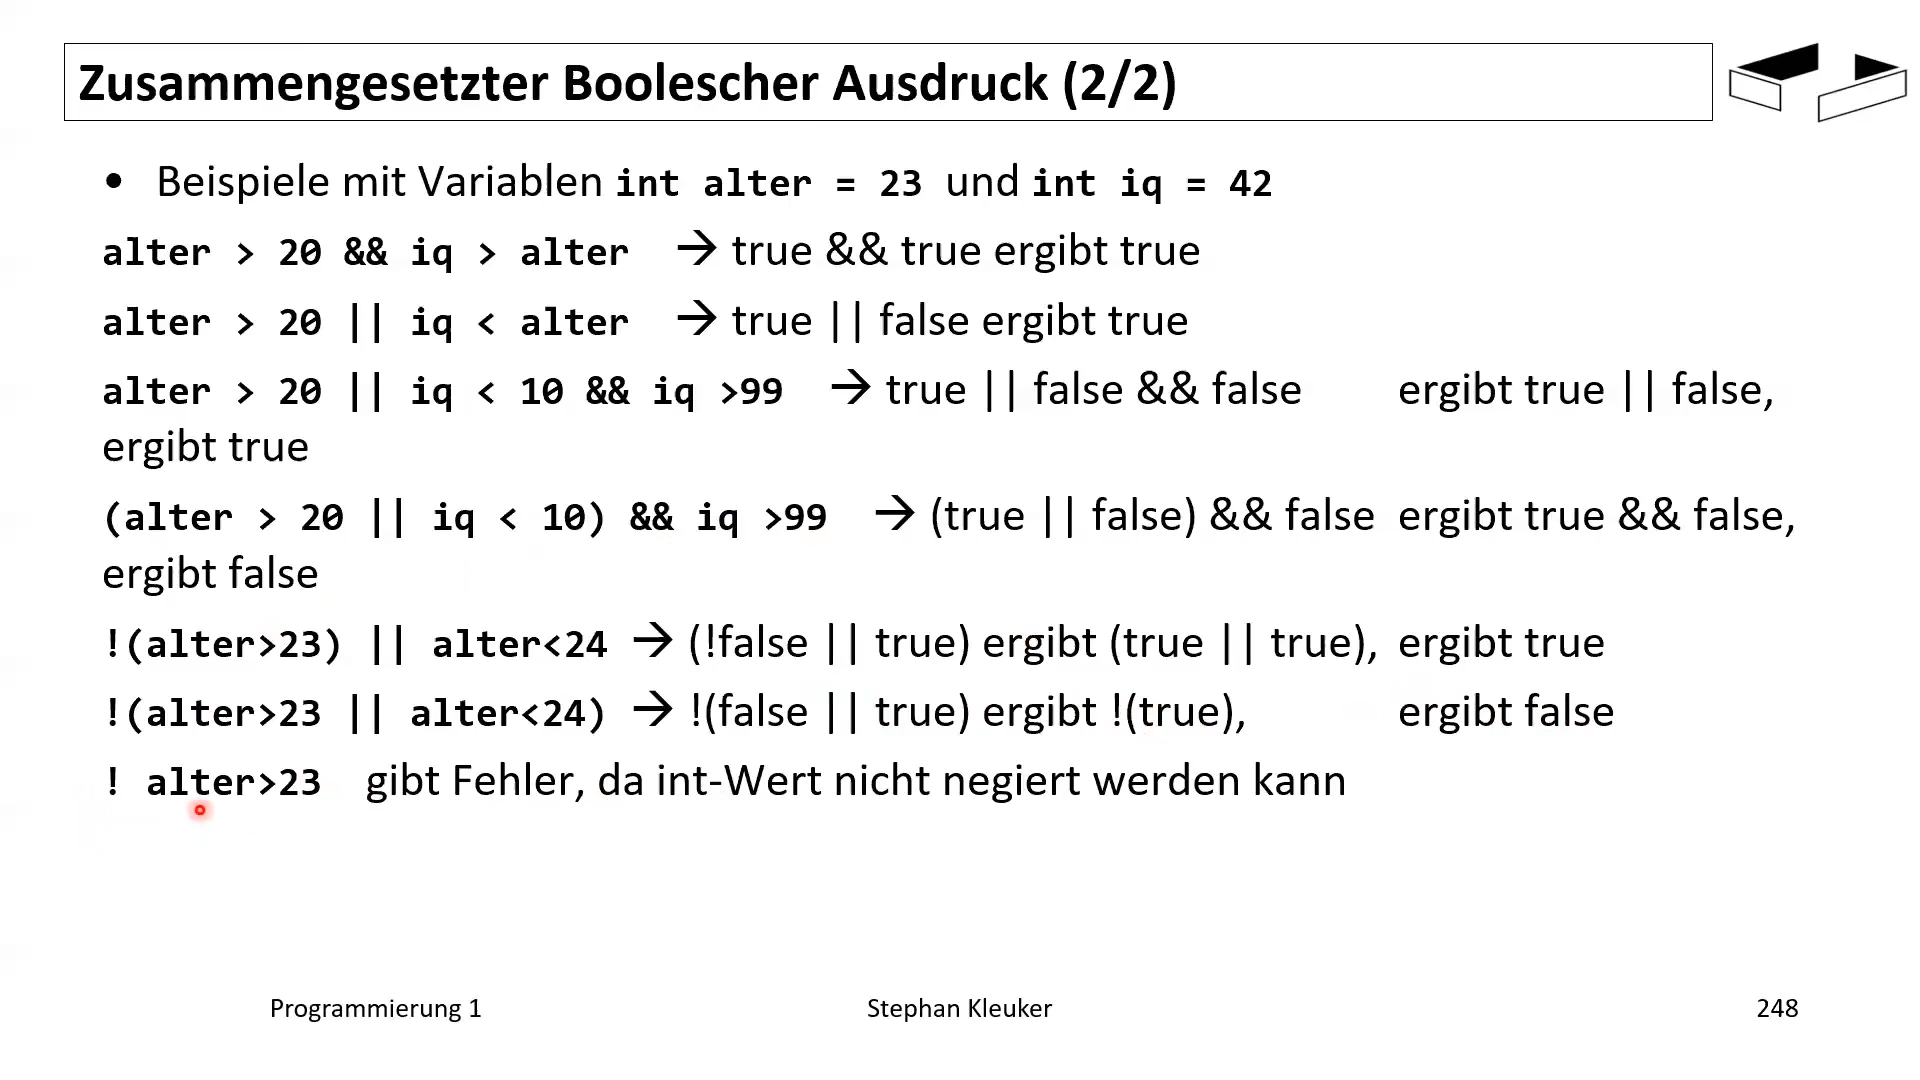 Zusammengesetzter Boolescher Ausdruck (2/2)
• Beispiele mit Variablen int alter = 23 und int iq = 42
alter > 20 && iq > alter → true && true ergibt true
alter > 20 || iq < alter → true || false ergibt true
alter > 20 || iq < 10 && iq >99 → true || false && false ergibt true || false,
ergibt true
(alter > 20 || iq < 10) && iq >99 → (true || false) && false ergibt true && false,
ergibt false
!(alter>23) || alter<24 → (!false || true) ergibt (true || true), ergibt true
!(alter>23 || alter<24) → !(false || true) ergibt !(true), ergibt false
! alter>23 gibt Fehler, da int-Wert nicht negiert werden kann
Programmierung 1 Stephan Kleuker 248